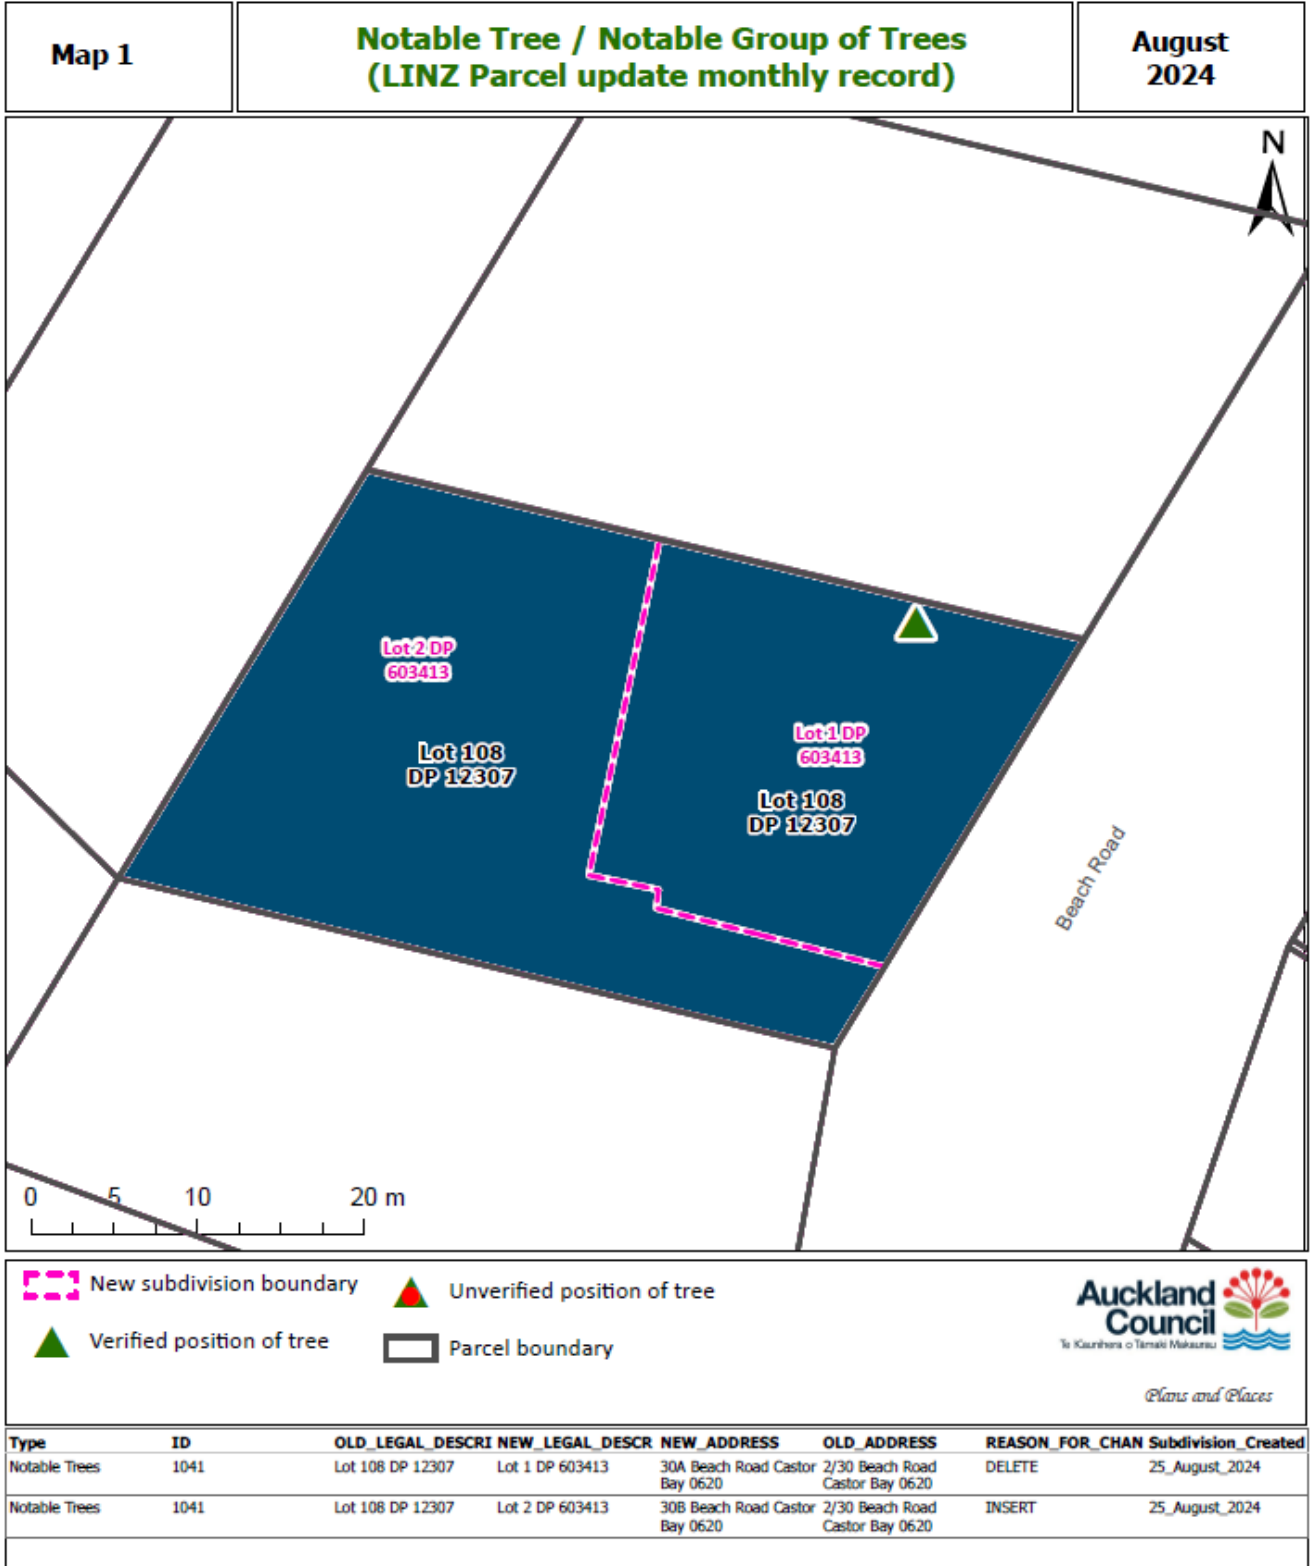 Map 1
Notable Tree / Notable Group of Trees
(LINZ Parcel update monthly record)
August
2024
N
Lot 2 DP
603413
Lot 108
DP 12307
Lot 1 DP
603413
Lot 108
DP 12307
Beach Road
0 5 10 20 m
New subdivision boundary
Unverified position of tree
Verified position of tree
Parcel boundary
Auckland
Council
Te Kaunihera o Tāmaki Makaurau
Plans and Places
Type ID OLD_LEGAL_DESCRI NEW_LEGAL_DESCR NEW_ADDRESS OLD_ADDRESS REASON_FOR_CHAN Subdivision_Created
Notable Trees 1041 Lot 108 DP 12307 Lot 1 DP 603413 30A Beach Road Castor 2/30 Beach Road DELETE 25_August_2024
Bay 0620 Castor Bay 0620
Notable Trees 1041 Lot 108 DP 12307 Lot 2 DP 603413 30B Beach Road Castor 2/30 Beach Road INSERT 25_August_2024
Bay 0620 Castor Bay 0620